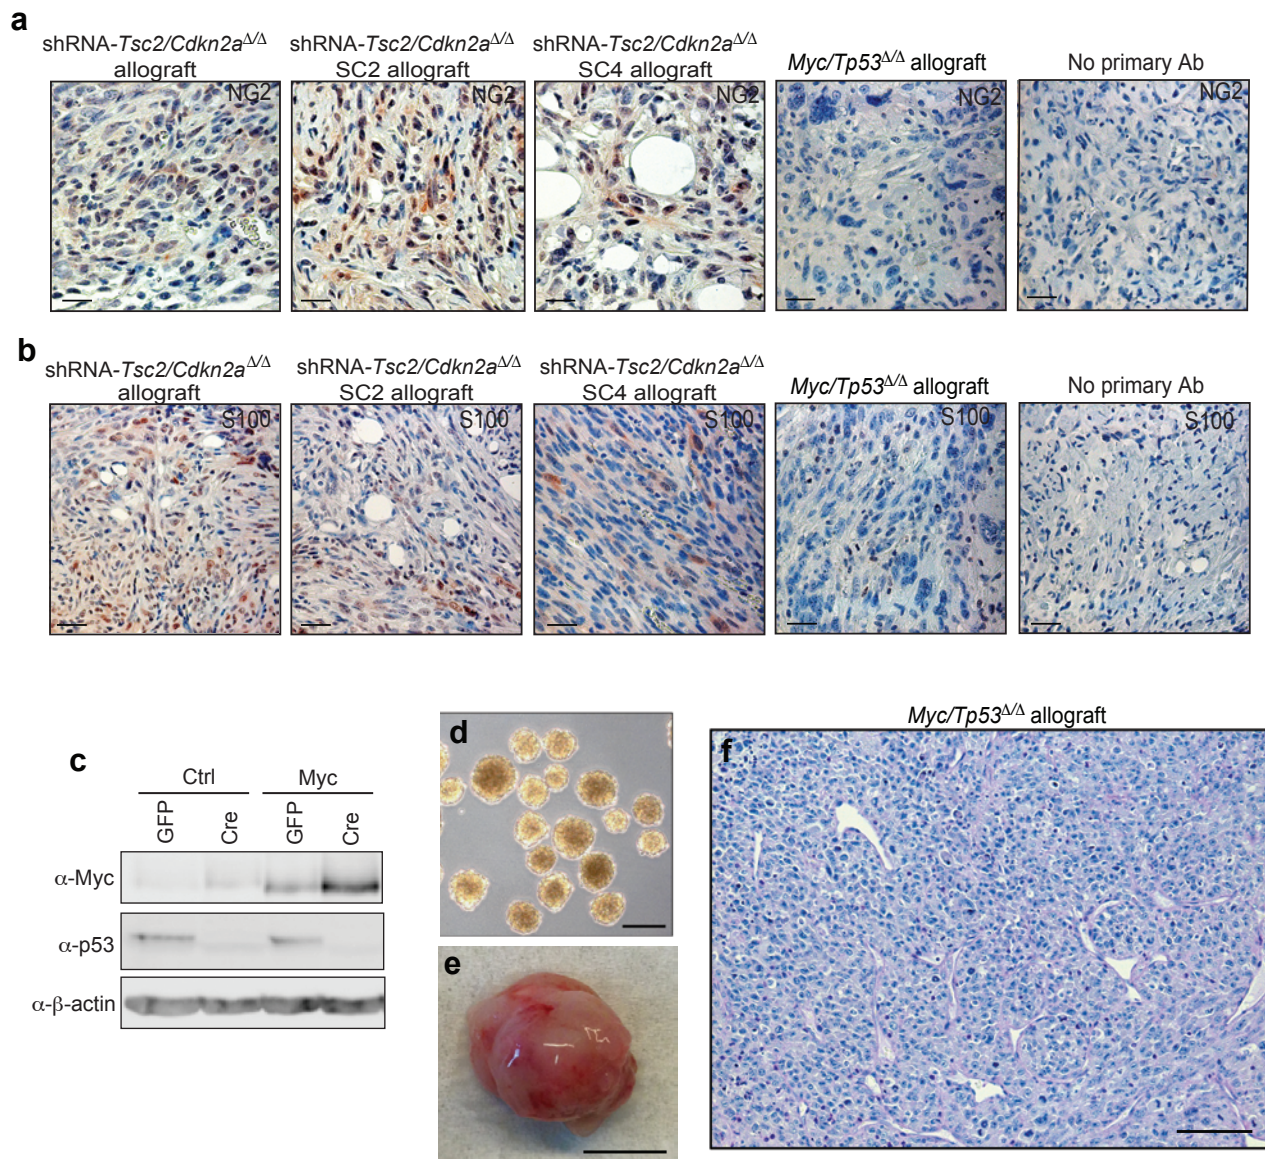 a
shRNA-Tsc2/Cdkn2aΔ/Δ
allograft
shRNA-Tsc2/Cdkn2aΔ/Δ
SC2 allograft
shRNA-Tsc2/Cdkn2aΔ/Δ
SC4 allograft
Myc/Tp53Δ/Δ allograft
No primary Ab
NG2
NG2
NG2
NG2
NG2
b
shRNA-Tsc2/Cdkn2aΔ/Δ
allograft
shRNA-Tsc2/Cdkn2aΔ/Δ
SC2 allograft
shRNA-Tsc2/Cdkn2aΔ/Δ
SC4 allograft
Myc/Tp53Δ/Δ allograft
No primary Ab
S100
S100
S100
S100
S100
c
Ctrl
Myc
GFP
Cre
GFP
Cre
α-Myc
α-p53
α-β-actin
d
e
Myc/Tp53Δ/Δ allograft
f